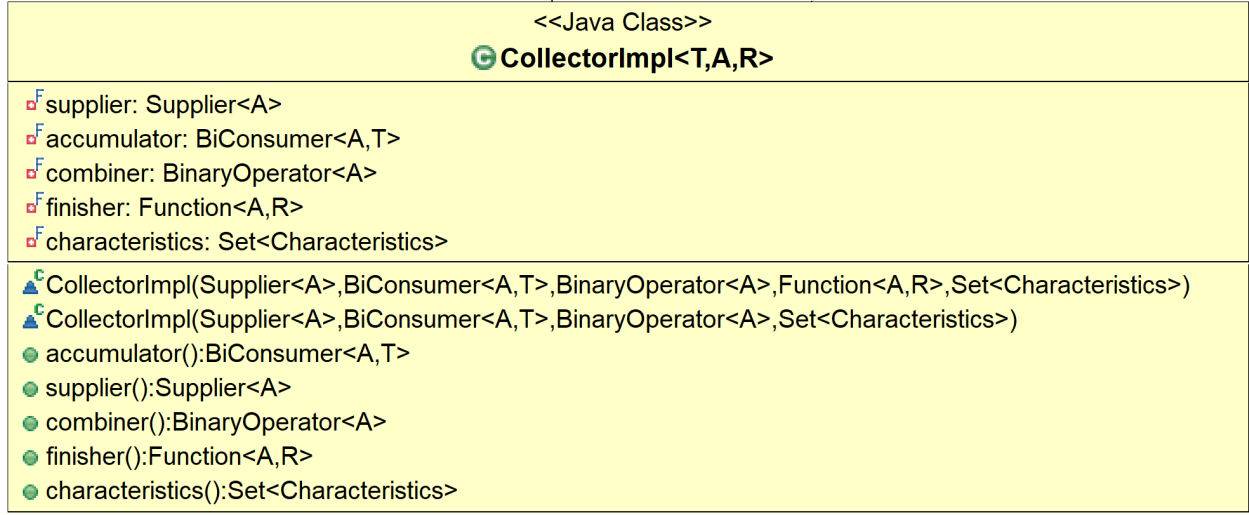 <<Java Class>>
CollectorImpl<T,A,R>
supplier: Supplier<A>
accumulator: BiConsumer<A,T>
combiner: BinaryOperator<A>
finisher: Function<A,R>
characteristics: Set<Characteristics>
CollectorImpl(Supplier<A>,BiConsumer<A,T>,BinaryOperator<A>,Function<A,R>,Set<Characteristics>)
CollectorImpl(Supplier<A>,BiConsumer<A,T>,BinaryOperator<A>,Set<Characteristics>)
accumulator():BiConsumer<A,T>
supplier():Supplier<A>
combiner():BinaryOperator<A>
finisher():Function<A,R>
characteristics():Set<Characteristics>